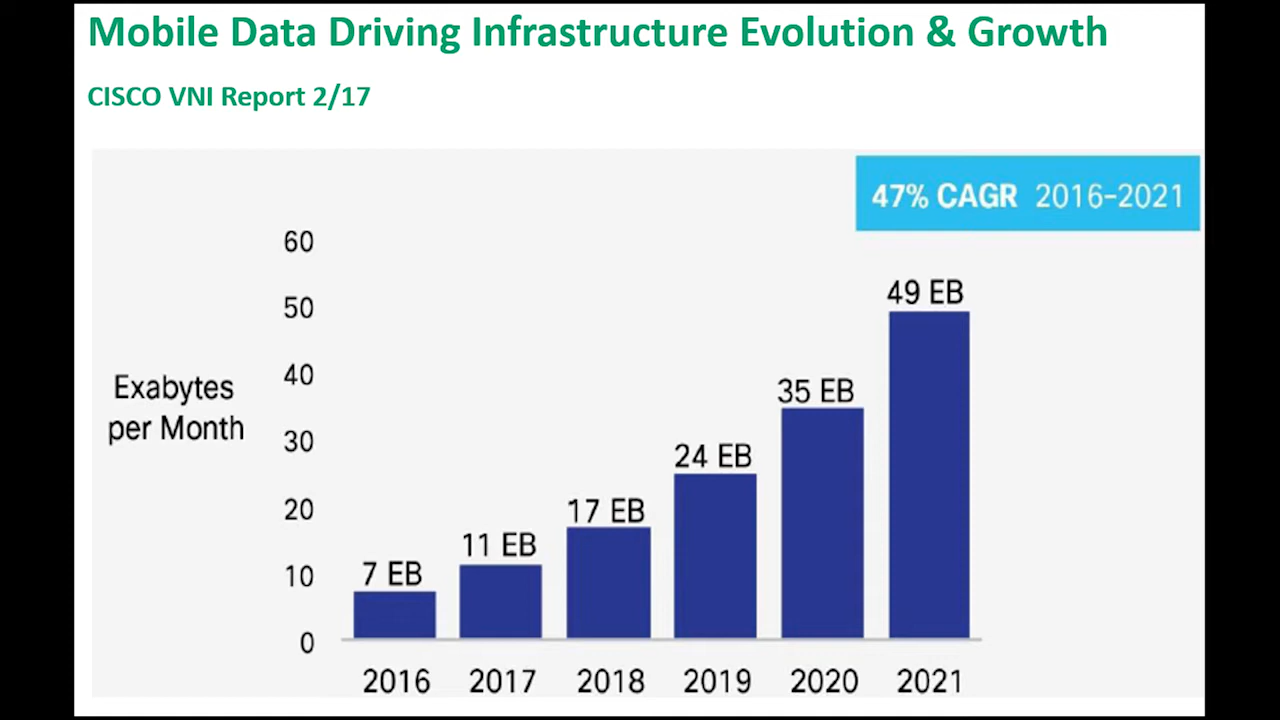 Mobile Data Driving Infrastructure Evolution & Growth
CISCO VNI Report 2/17
47% CAGR 2016–2021
Exabytes
per Month
60
50
40
30
20
10
0
7 EB
11 EB
17 EB
24 EB
35 EB
49 EB
2016
2017
2018
2019
2020
2021